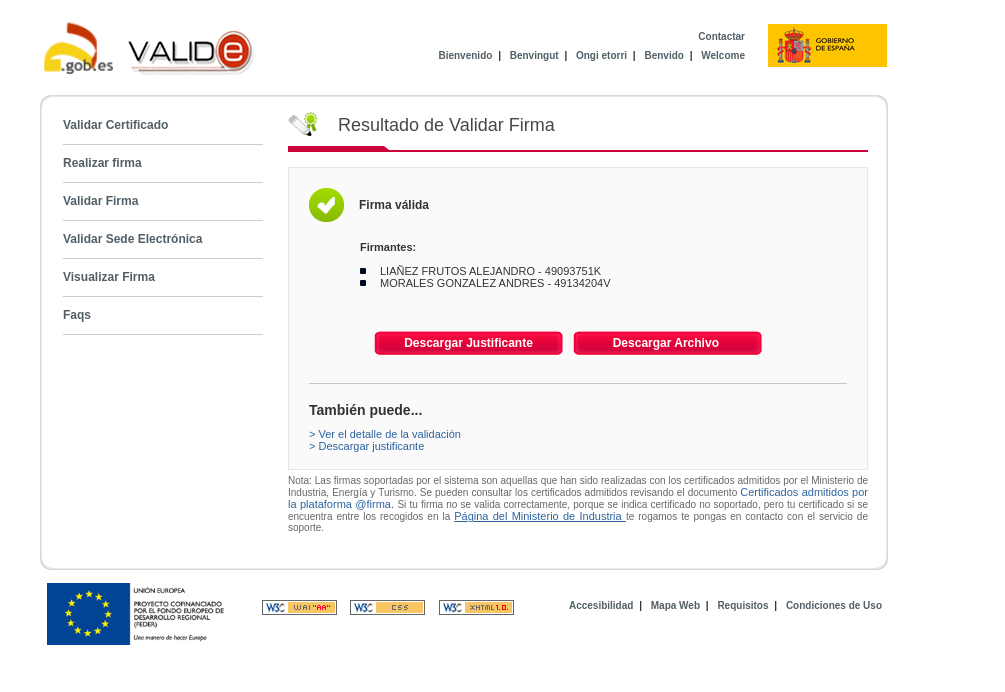 .gob.es
VALIDe
Contactar
Bienvenido | Benvingut | Ongi etorri | Benvido | Welcome
GOBIERNO
DE ESPAÑA
Validar Certificado
Realizar firma
Validar Firma
Validar Sede Electrónica
Visualizar Firma
Faqs
Resultado de Validar Firma
Firma válida
Firmantes:
LIAÑEZ FRUTOS ALEJANDRO - 49093751K
MORALES GONZALEZ ANDRES - 49134204V
Descargar Justificante
Descargar Archivo
También puede...
> Ver el detalle de la validación
> Descargar justificante
Nota: Las firmas soportadas por el sistema son aquellas que han sido realizadas con los certificados admitidos por el Ministerio de
Industria, Energía y Turismo. Se pueden consultar los certificados admitidos revisando el documento Certificados admitidos por
la plataforma @firma. Si tu firma no se valida correctamente, porque se indica certificado no soportado, pero tu certificado si se
encuentra entre los recogidos en la Página del Ministerio de Industria te rogamos te pongas en contacto con el servicio de
soporte.
UNIÓN EUROPEA
PROYECTO COFINANCIADO
POR EL FONDO EUROPEO DE
DESARROLLO REGIONAL
(FEDER)
Una manera de hacer Europa
W3C WAI "AA"
W3C CSS
W3C XHTML 1.0
Accesibilidad | Mapa Web | Requisitos | Condiciones de Uso